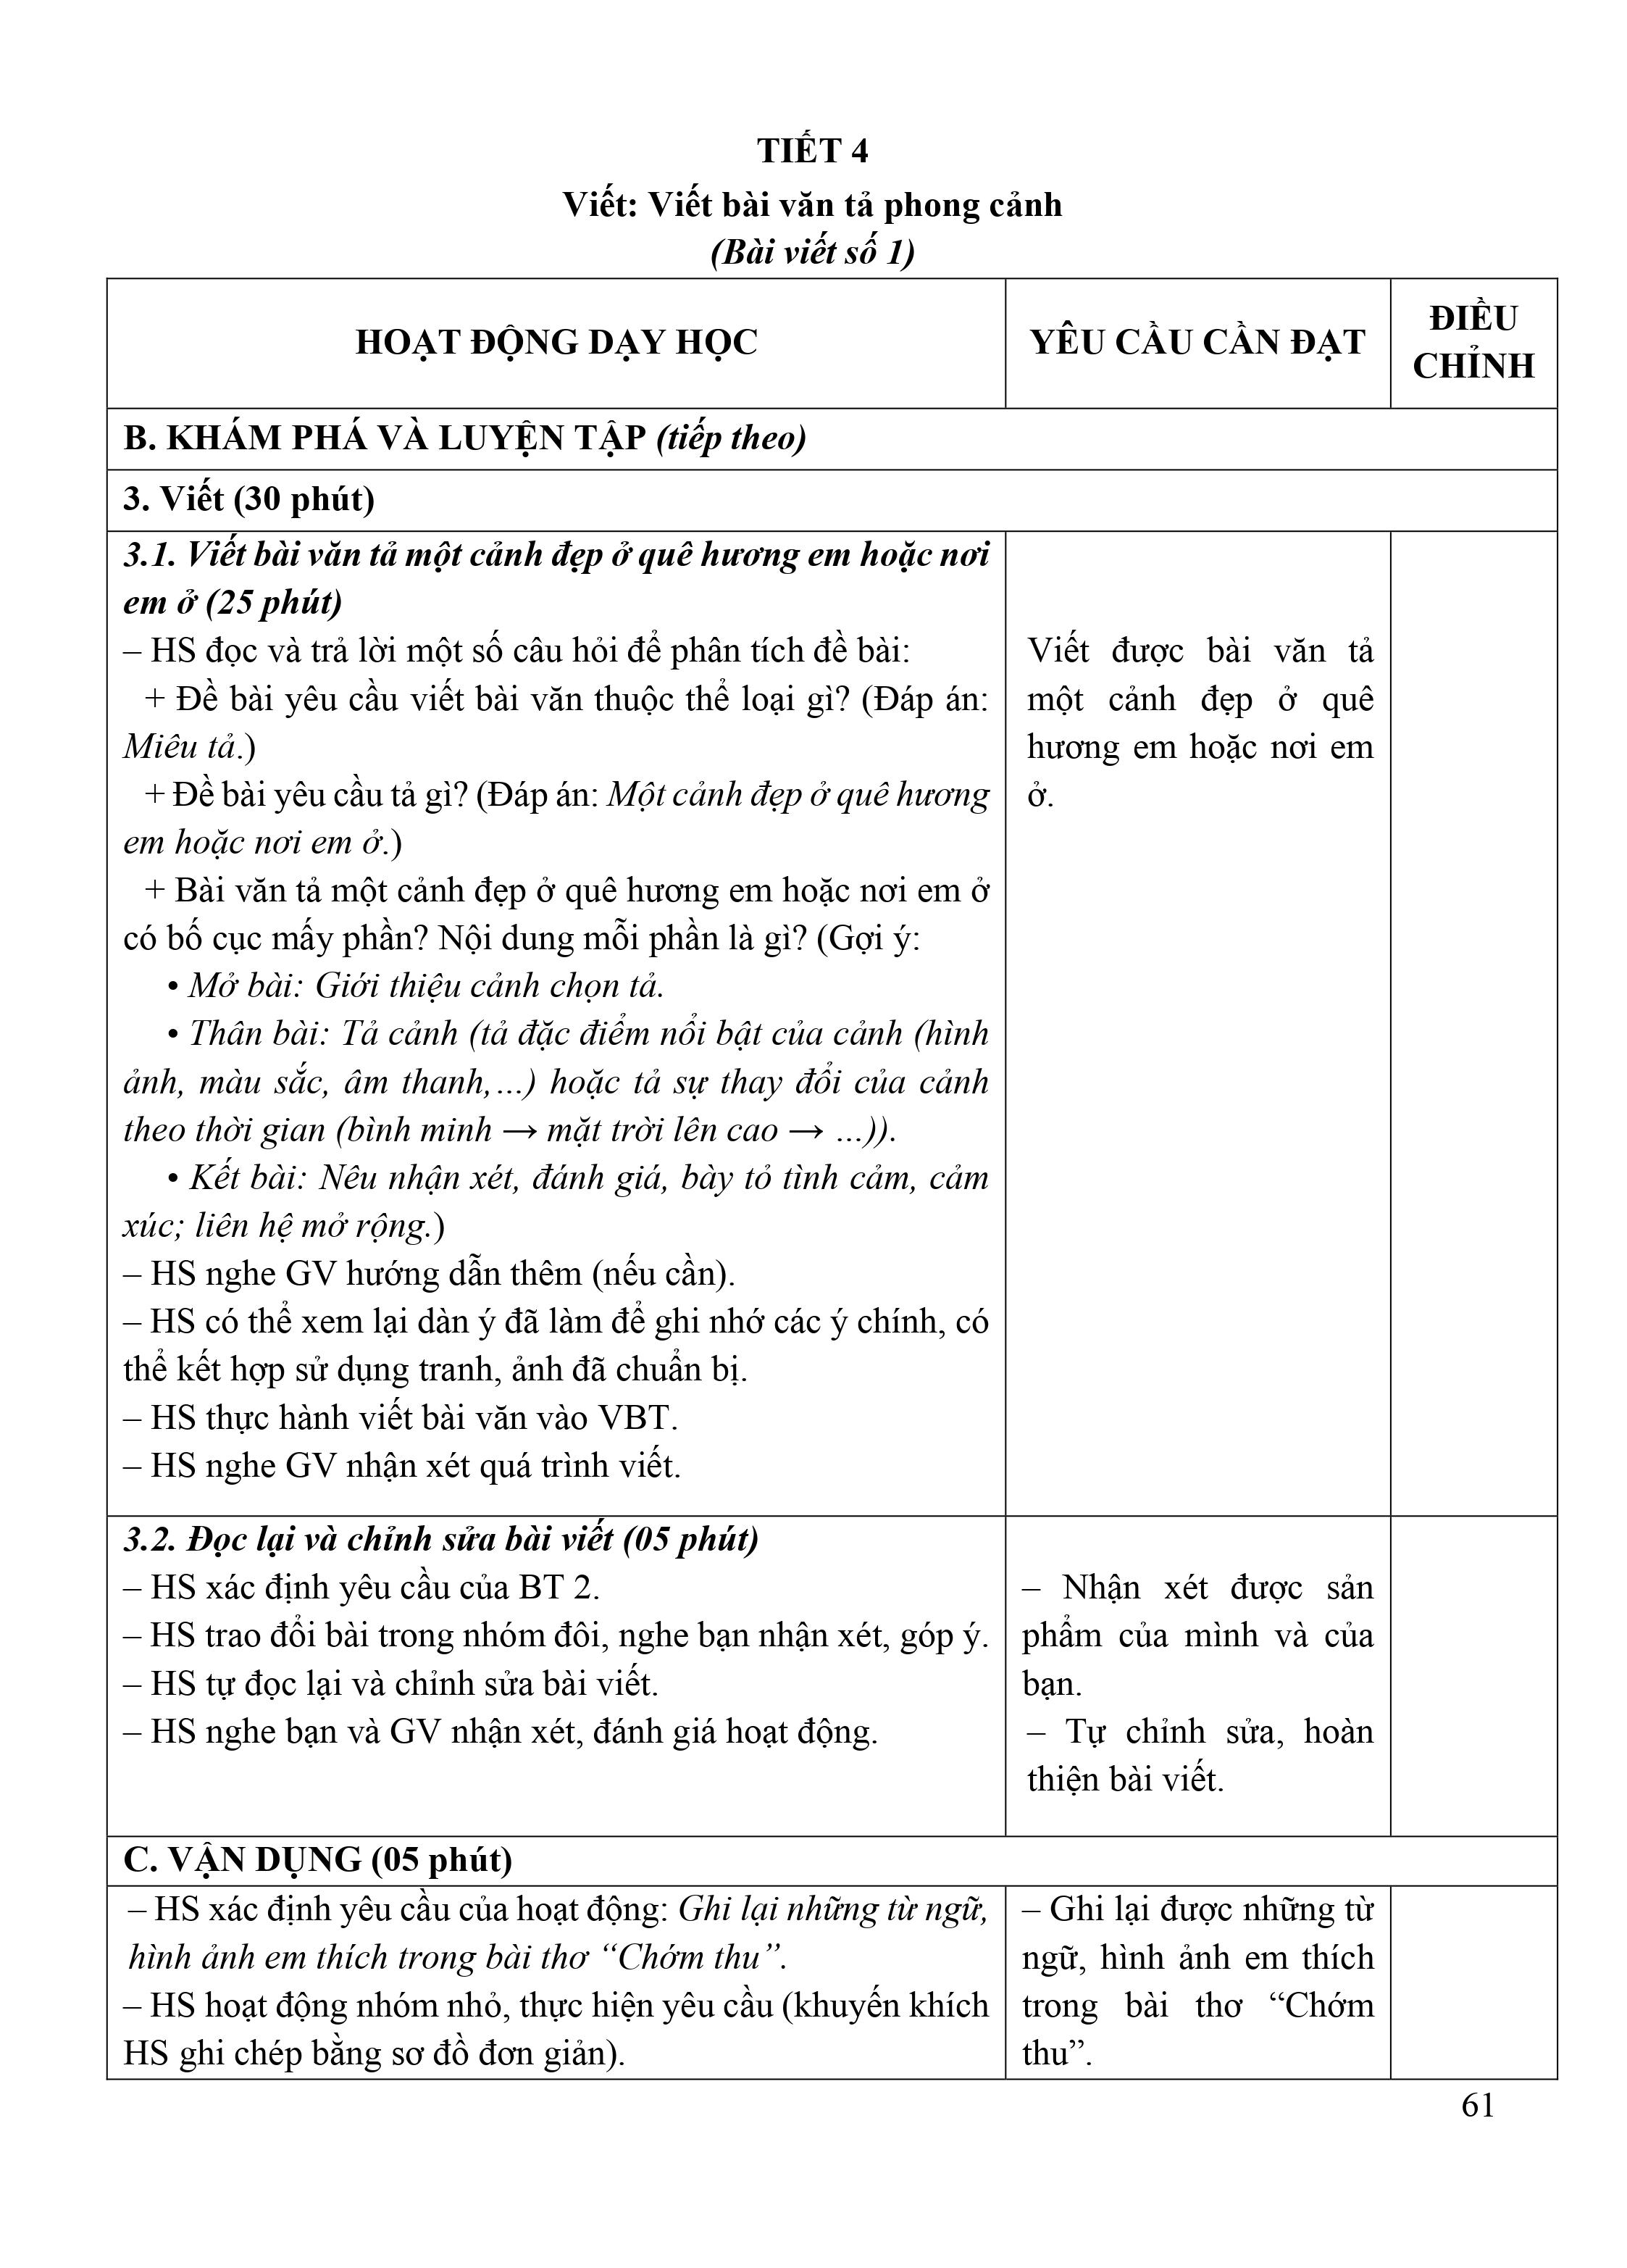 TIẾT 4
Viết: Viết bài văn tả phong cảnh
(Bài viết số 1)
HOẠT ĐỘNG DẠY HỌC
YÊU CẦU CẦN ĐẠT
ĐIỀU
CHỈNH
B. KHÁM PHÁ VÀ LUYỆN TẬP (tiếp theo)
3. Viết (30 phút)
3.1. Viết bài văn tả một cảnh đẹp ở quê hương em hoặc nơi
em ở (25 phút)
– HS đọc và trả lời một số câu hỏi để phân tích đề bài:
+ Đề bài yêu cầu viết bài văn thuộc thể loại gì? (Đáp án:
Miêu tả.)
+ Đề bài yêu cầu tả gì? (Đáp án: Một cảnh đẹp ở quê hương
em hoặc nơi em ở.)
+ Bài văn tả một cảnh đẹp ở quê hương em hoặc nơi em ở
có bố cục mấy phần? Nội dung mỗi phần là gì? (Gợi ý:
• Mở bài: Giới thiệu cảnh chọn tả.
• Thân bài: Tả cảnh (tả đặc điểm nổi bật của cảnh (hình
ảnh, màu sắc, âm thanh,…) hoặc tả sự thay đổi của cảnh
theo thời gian (bình minh → mặt trời lên cao → …)).
• Kết bài: Nêu nhận xét, đánh giá, bày tỏ tình cảm, cảm
xúc; liên hệ mở rộng.)
– HS nghe GV hướng dẫn thêm (nếu cần).
– HS có thể xem lại dàn ý đã làm để ghi nhớ các ý chính, có
thể kết hợp sử dụng tranh, ảnh đã chuẩn bị.
– HS thực hành viết bài văn vào VBT.
– HS nghe GV nhận xét quá trình viết.
Viết được bài văn tả
một cảnh đẹp ở quê
hương em hoặc nơi em
ở.
3.2. Đọc lại và chỉnh sửa bài viết (05 phút)
– HS xác định yêu cầu của BT 2.
– HS trao đổi bài trong nhóm đôi, nghe bạn nhận xét, góp ý.
– HS tự đọc lại và chỉnh sửa bài viết.
– HS nghe bạn và GV nhận xét, đánh giá hoạt động.
– Nhận xét được sản
phẩm của mình và của
bạn.
– Tự chỉnh sửa, hoàn
thiện bài viết.
C. VẬN DỤNG (05 phút)
– HS xác định yêu cầu của hoạt động: Ghi lại những từ ngữ,
hình ảnh em thích trong bài thơ “Chớm thu”.
– HS hoạt động nhóm nhỏ, thực hiện yêu cầu (khuyến khích
HS ghi chép bằng sơ đồ đơn giản).
– Ghi lại được những từ
ngữ, hình ảnh em thích
trong bài thơ “Chớm
thu”.
61